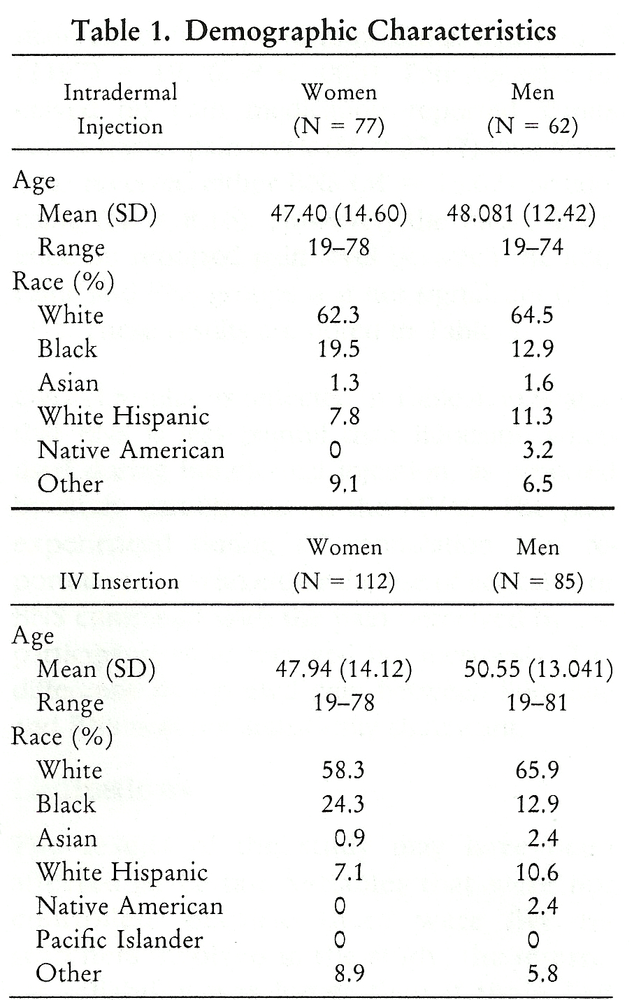 Table 1. Demographic Characteristics
Intradermal Women Men
Injection (N = 77) (N = 62)
Age
Mean (SD) 47.40 (14.60) 48.081 (12.42)
Range 19–78 19–74
Race (%)
White 62.3 64.5
Black 19.5 12.9
Asian 1.3 1.6
White Hispanic 7.8 11.3
Native American 0 3.2
Other 9.1 6.5
Women Men
IV Insertion (N = 112) (N = 85)
Age
Mean (SD) 47.94 (14.12) 50.55 (13.041)
Range 19–78 19–81
Race (%)
White 58.3 65.9
Black 24.3 12.9
Asian 0.9 2.4
White Hispanic 7.1 10.6
Native American 0 2.4
Pacific Islander 0 0
Other 8.9 5.8